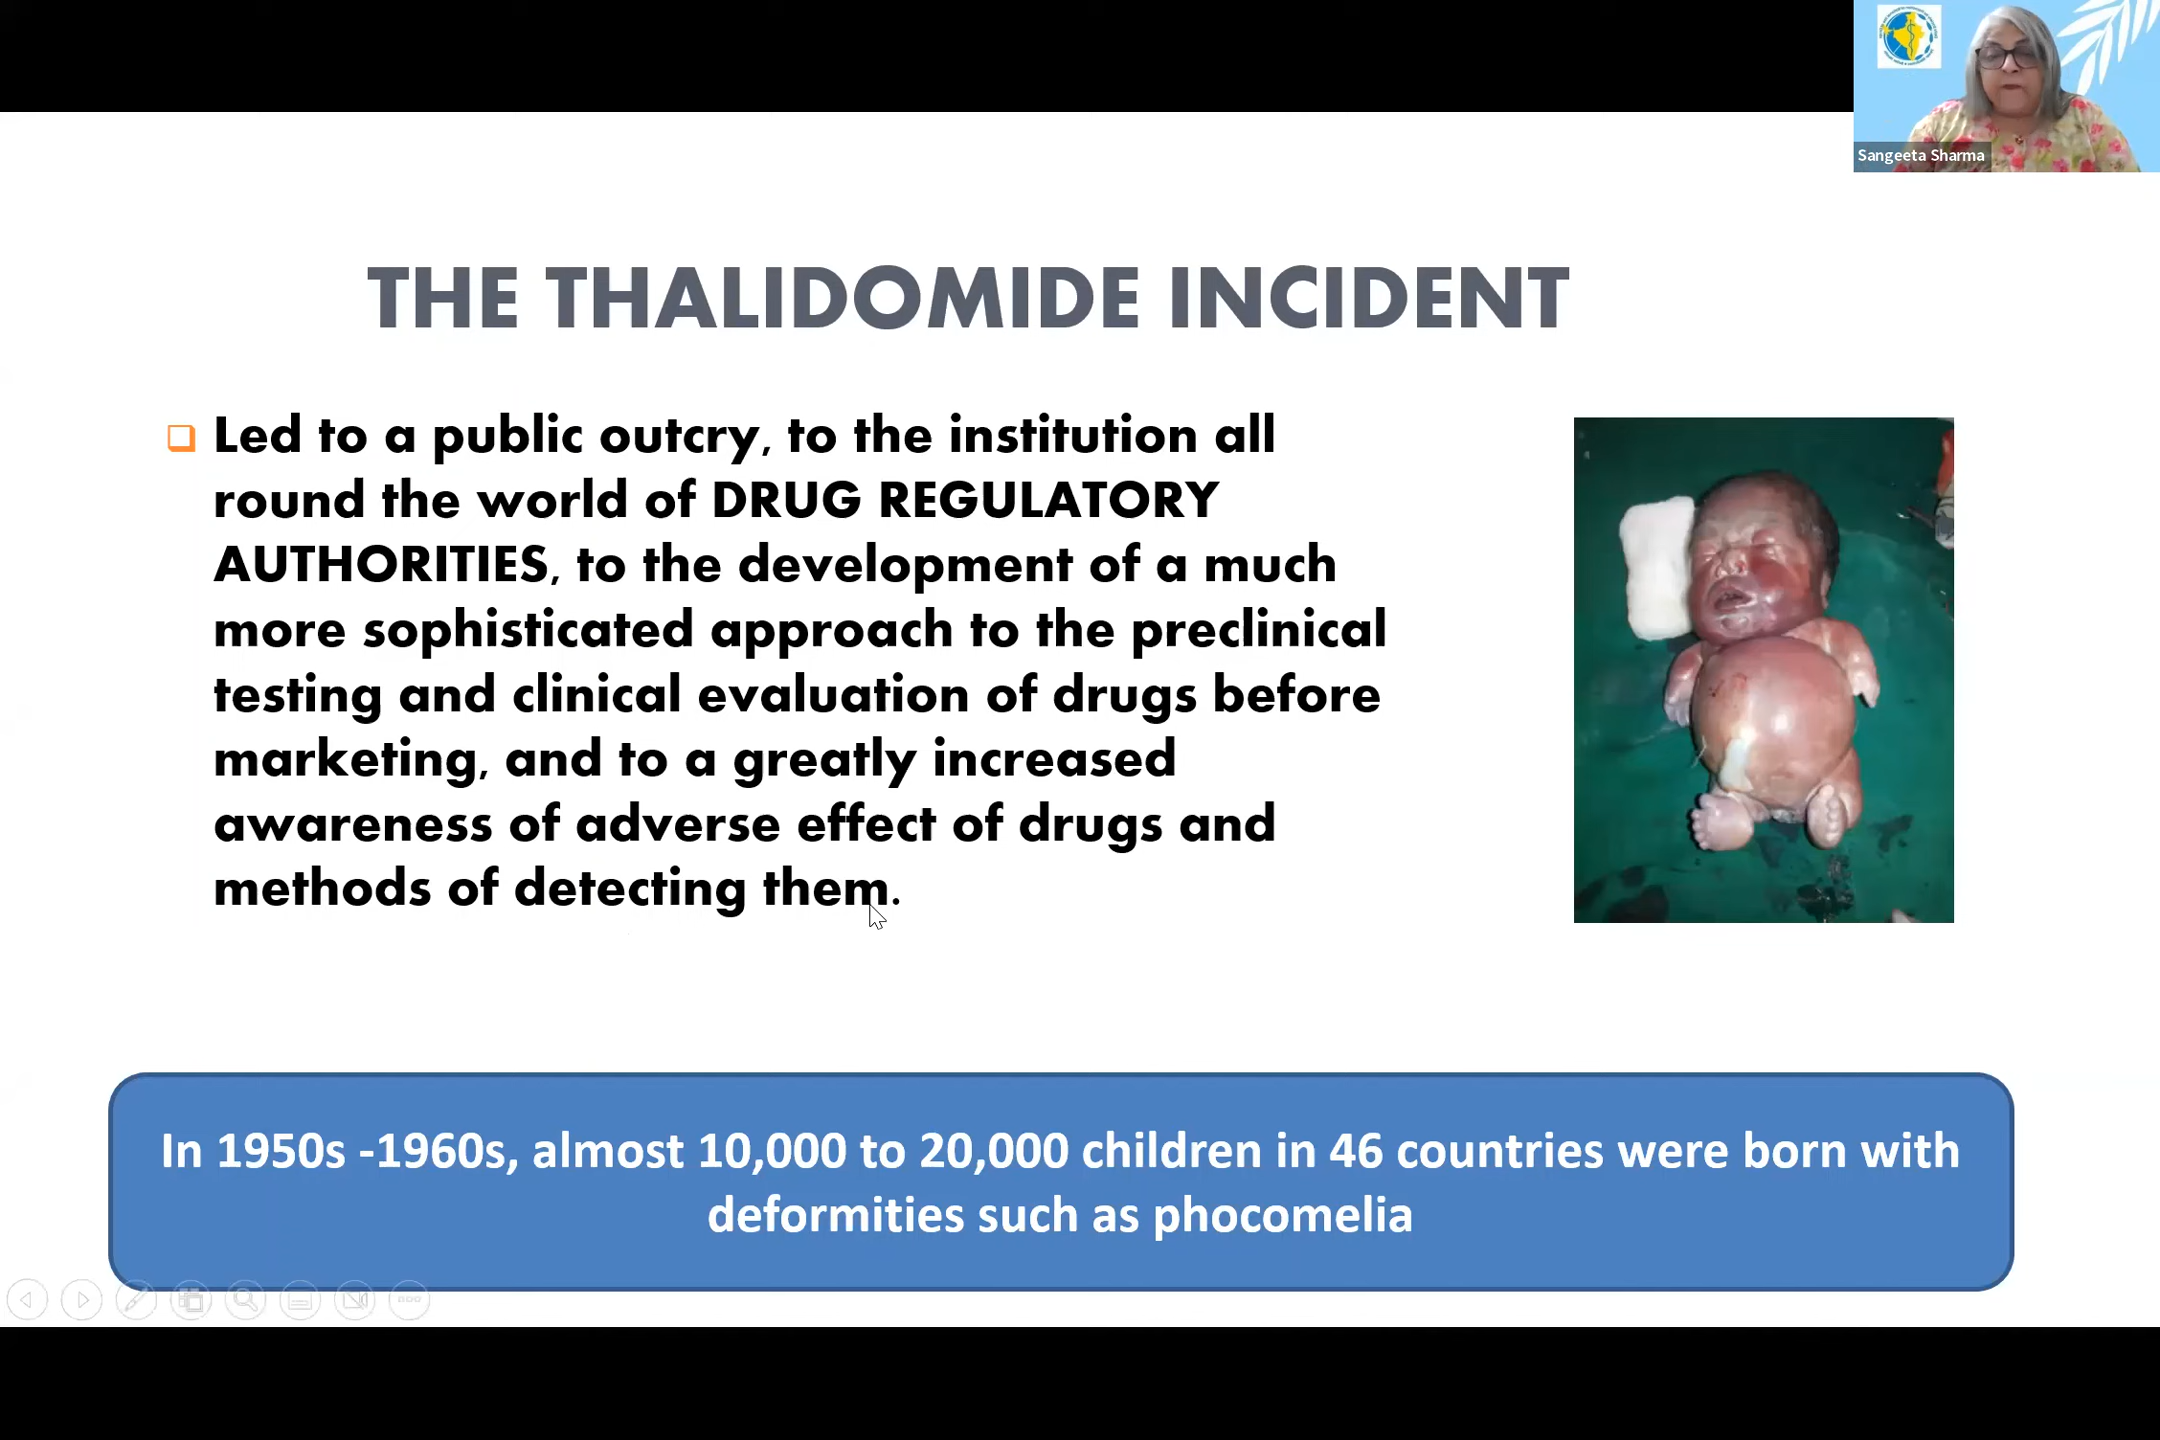 Sangeeta Sharma
THE THALIDOMIDE INCIDENT
Led to a public outcry, to the institution all
round the world of DRUG REGULATORY
AUTHORITIES, to the development of a much
more sophisticated approach to the preclinical
testing and clinical evaluation of drugs before
marketing, and to a greatly increased
awareness of adverse effect of drugs and
methods of detecting them.
In 1950s -1960s, almost 10,000 to 20,000 children in 46 countries were born with
deformities such as phocomelia